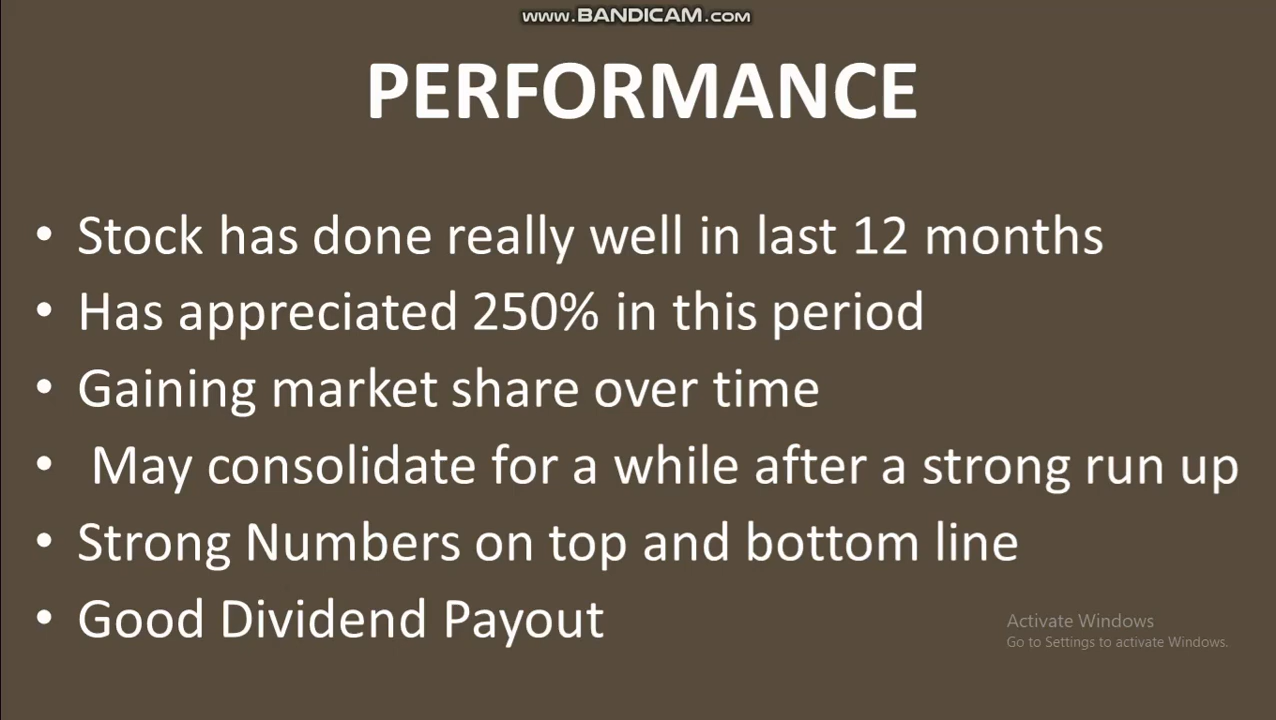 www.BANDICAM.com
PERFORMANCE
• Stock has done really well in last 12 months
• Has appreciated 250% in this period
• Gaining market share over time
• May consolidate for a while after a strong run up
• Strong Numbers on top and bottom line
• Good Dividend Payout
Activate Windows
Go to Settings to activate Windows.